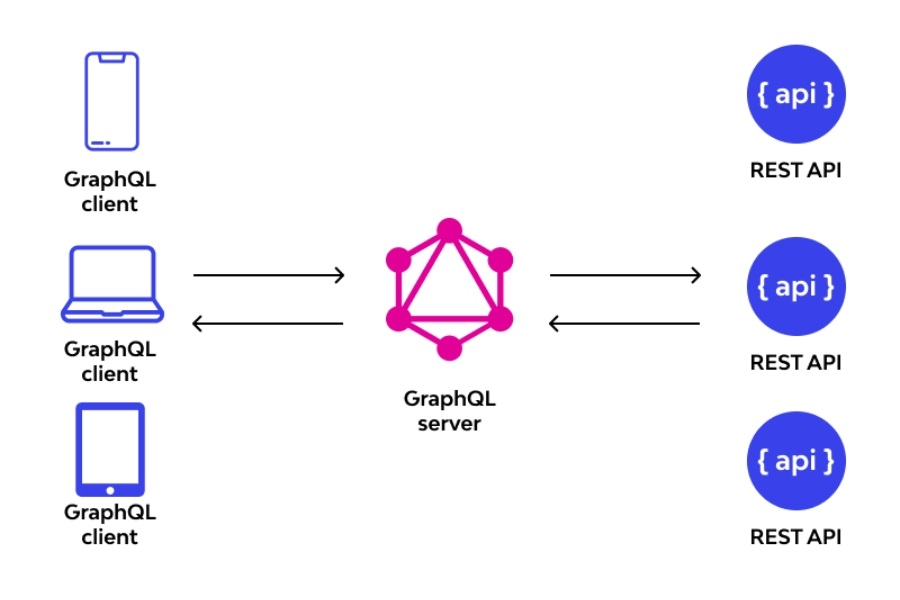 GraphQL
client
GraphQL
client
GraphQL
client
GraphQL
server
{ api }
REST API
{ api }
REST API
{ api }
REST API